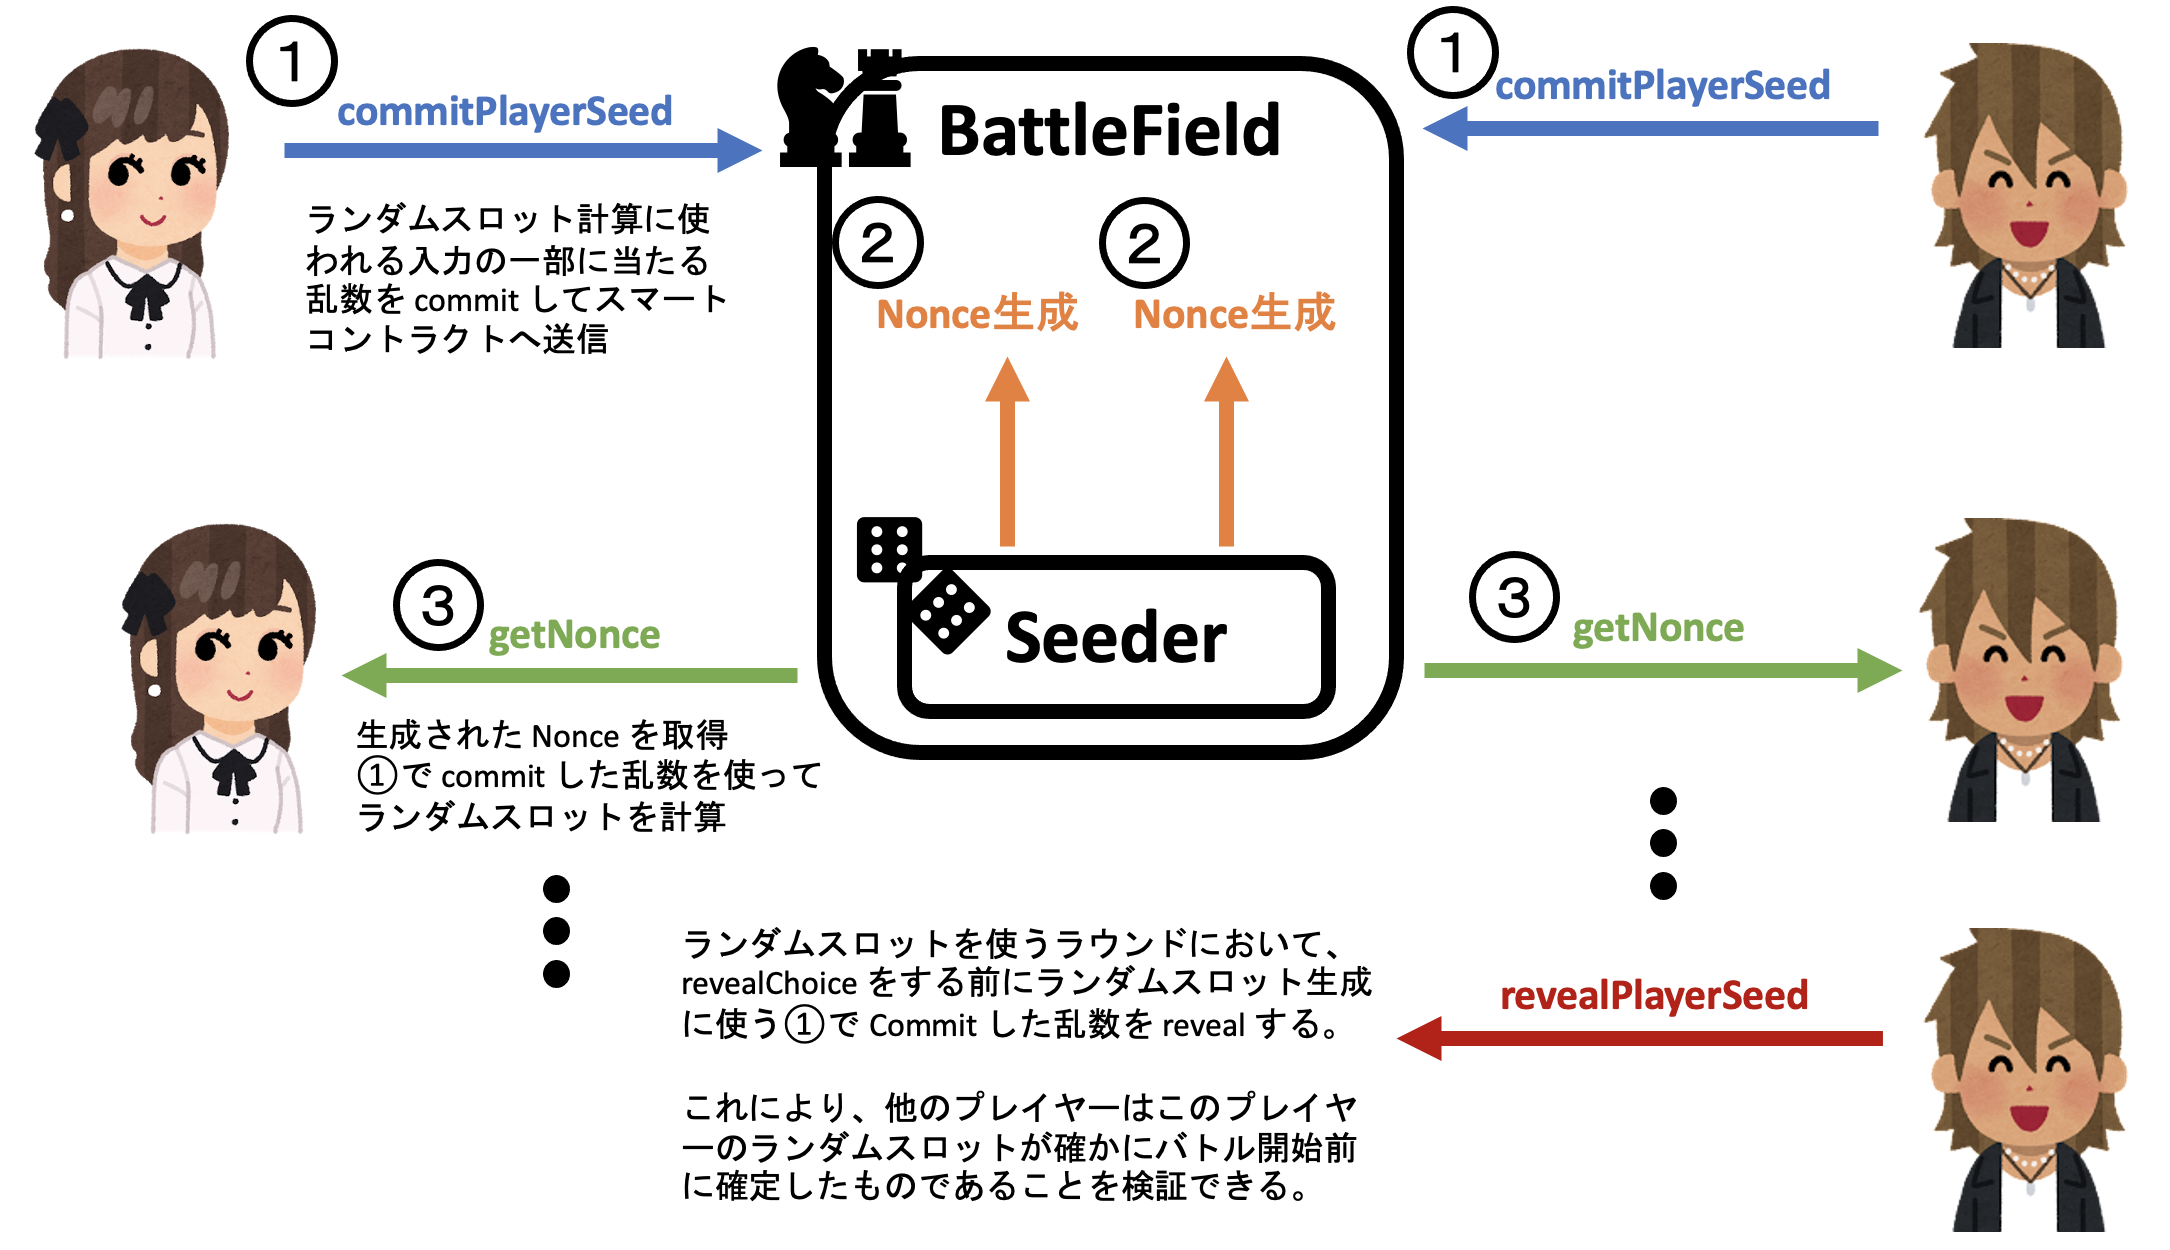 ①
commitPlayerSeed
ランダムスロット計算に使
われる入力の一部に当たる
乱数を commit してスマート
コントラクトへ送信
BattleField
①
commitPlayerSeed
②
Nonce生成
②
Nonce生成
Seeder
③
getNonce
生成された Nonce を取得
①で commit した乱数を使って
ランダムスロットを計算
③
getNonce
ランダムスロットを使うラウンドにおいて、
revealChoice をする前にランダムスロット生成
に使う①で Commit した乱数を reveal する。
これにより、他のプレイヤーはこのプレイヤ
ーのランダムスロットが確かにバトル開始前
に確定したものであることを検証できる。
revealPlayerSeed